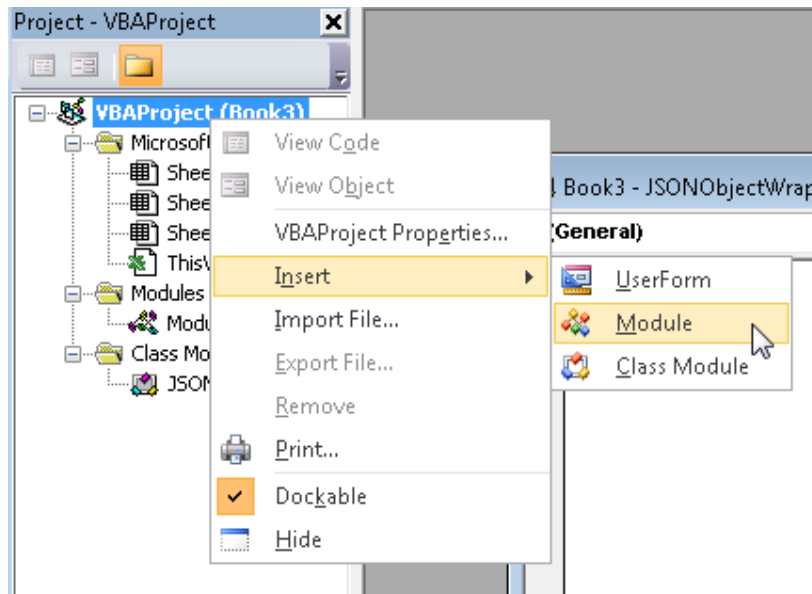 Project - VBAProject
VBAProject (Book3)
Microsof
Shee
Shee
Shee
This
Modules
Modu
Class Mo
JSON
View Code
View Object
VBAProject Properties...
Insert
Import File...
Export File...
Remove
Print...
Dockable
Hide
Book3 - JSONObjectWrap
(General)
UserForm
Module
Class Module